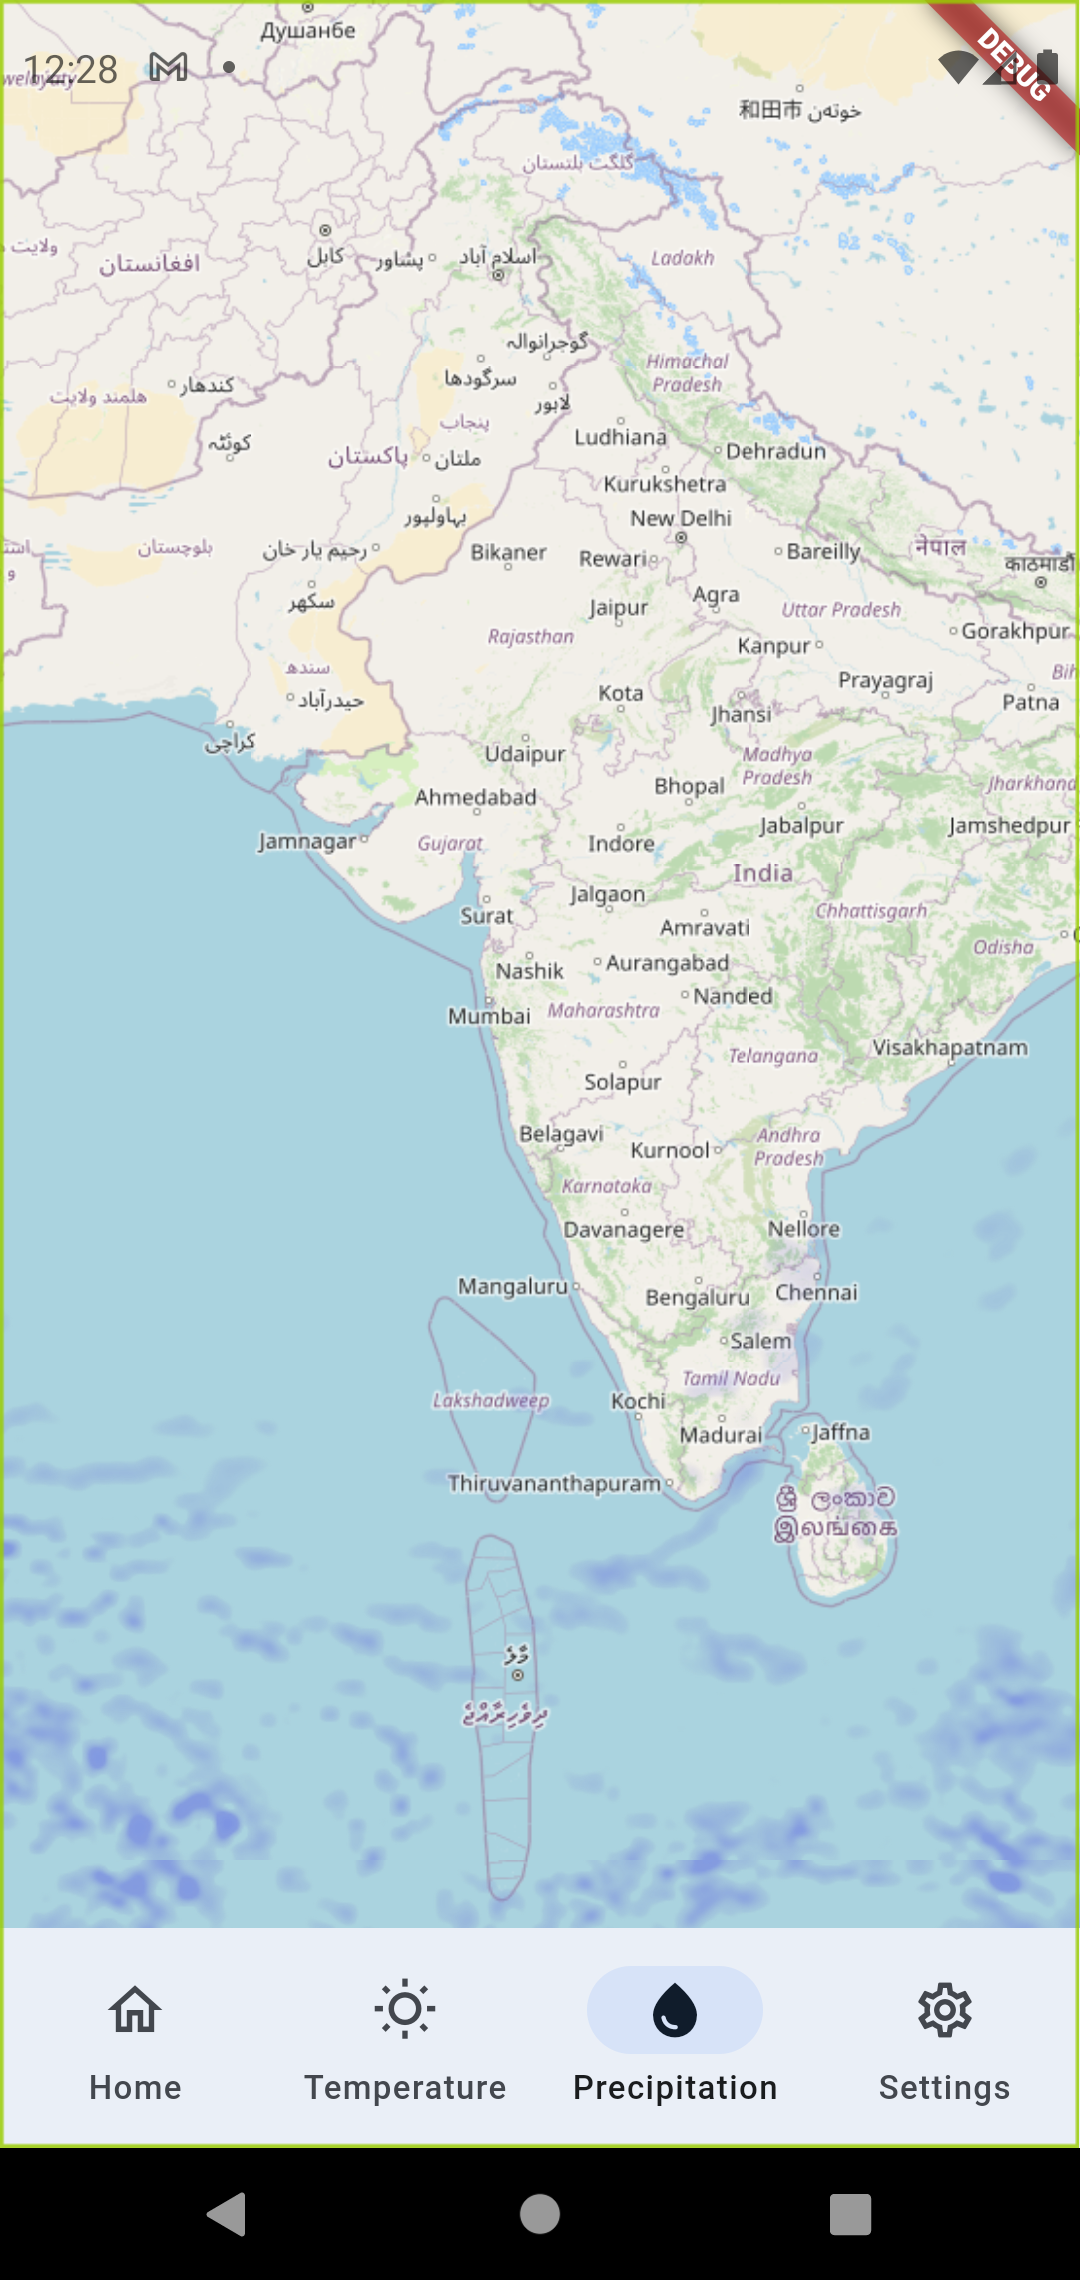 Душанбе
12:28
DEBUG
welaýaty
和田市 خوتەن
گلگت بلتستان
افغانستان
کابل
پشاور
اسلام آباد
Ladakh
گوجرانوالہ
سرگودها
لاہور
Himachal
Pradesh
هلمند ولايت
کندهار
کوئٹہ
پنجاب
پاکستان
ملتان
Ludhiana
Dehradun
Kurukshetra
New Delhi
بہاولپور
بلوچستان
رحیم یار خان
Bikaner
Rewari
Bareilly
नेपाल
काठमाडौं
سکھر
Jaipur
Agra
Uttar Pradesh
Rajasthan
Kanpur
Gorakhpur
سندھ
حیدرآباد
Kota
Prayagraj
Bih
Patna
Jhansi
کراچی
Udaipur
Madhya
Pradesh
Bhopal
Jharkhand
Ahmedabad
Jamnagar
Gujarat
Indore
Jabalpur
Jamshedpur
India
Jalgaon
Surat
Amravati
Chhattisgarh
Odisha
Nashik
Aurangabad
Nanded
Mumbai
Maharashtra
Telangana
Visakhapatnam
Solapur
Belagavi
Kurnool
Andhra
Pradesh
Karnataka
Davanagere
Nellore
Mangaluru
Bengaluru
Chennai
Salem
Tamil Nadu
Lakshadweep
Kochi
Madurai
Jaffna
Thiruvananthapuram
ශ්‍රී ලංකාව
இலங்கை
މާލެ
ދިވެހިރާއްޖެ
Home
Temperature
Precipitation
Settings